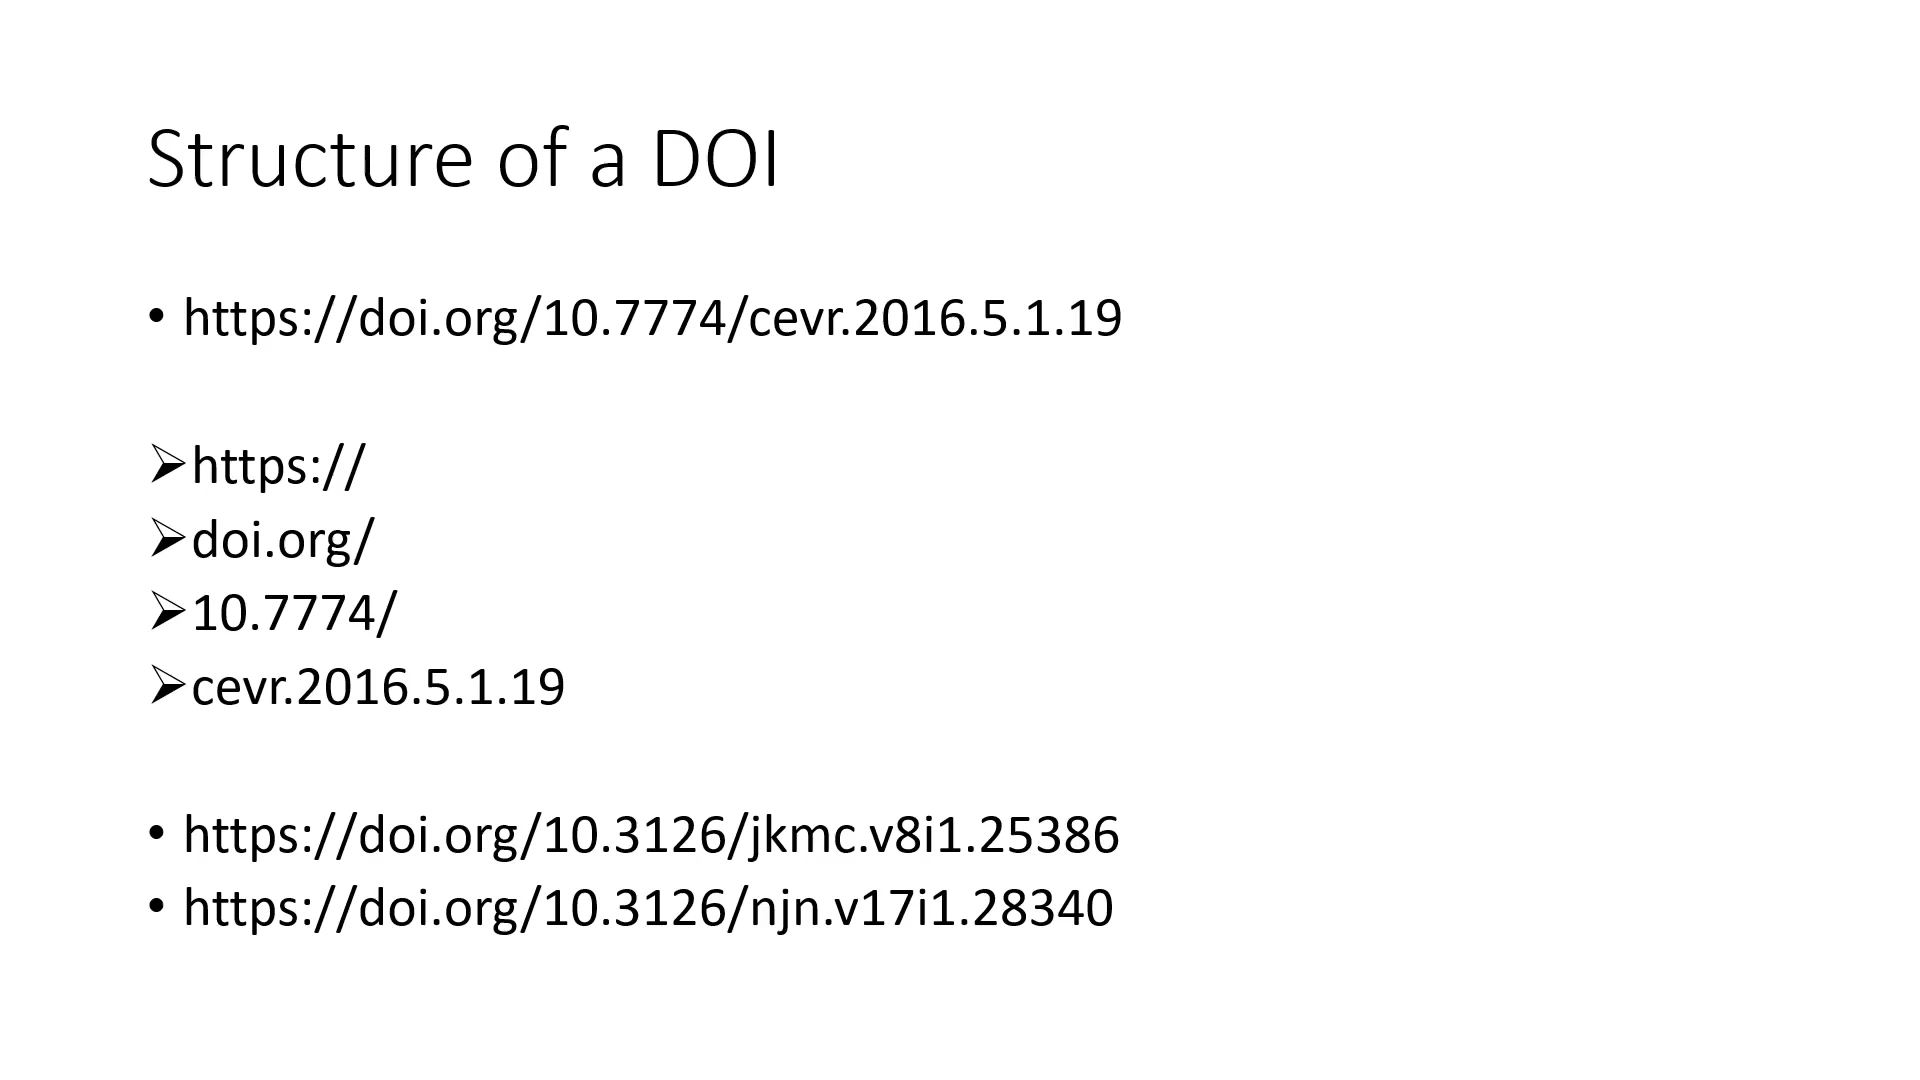 Structure of a DOI
• https://doi.org/10.7774/cevr.2016.5.1.19
➢https://
➢doi.org/
➢10.7774/
➢cevr.2016.5.1.19
• https://doi.org/10.3126/jkmc.v8i1.25386
• https://doi.org/10.3126/njn.v17i1.28340